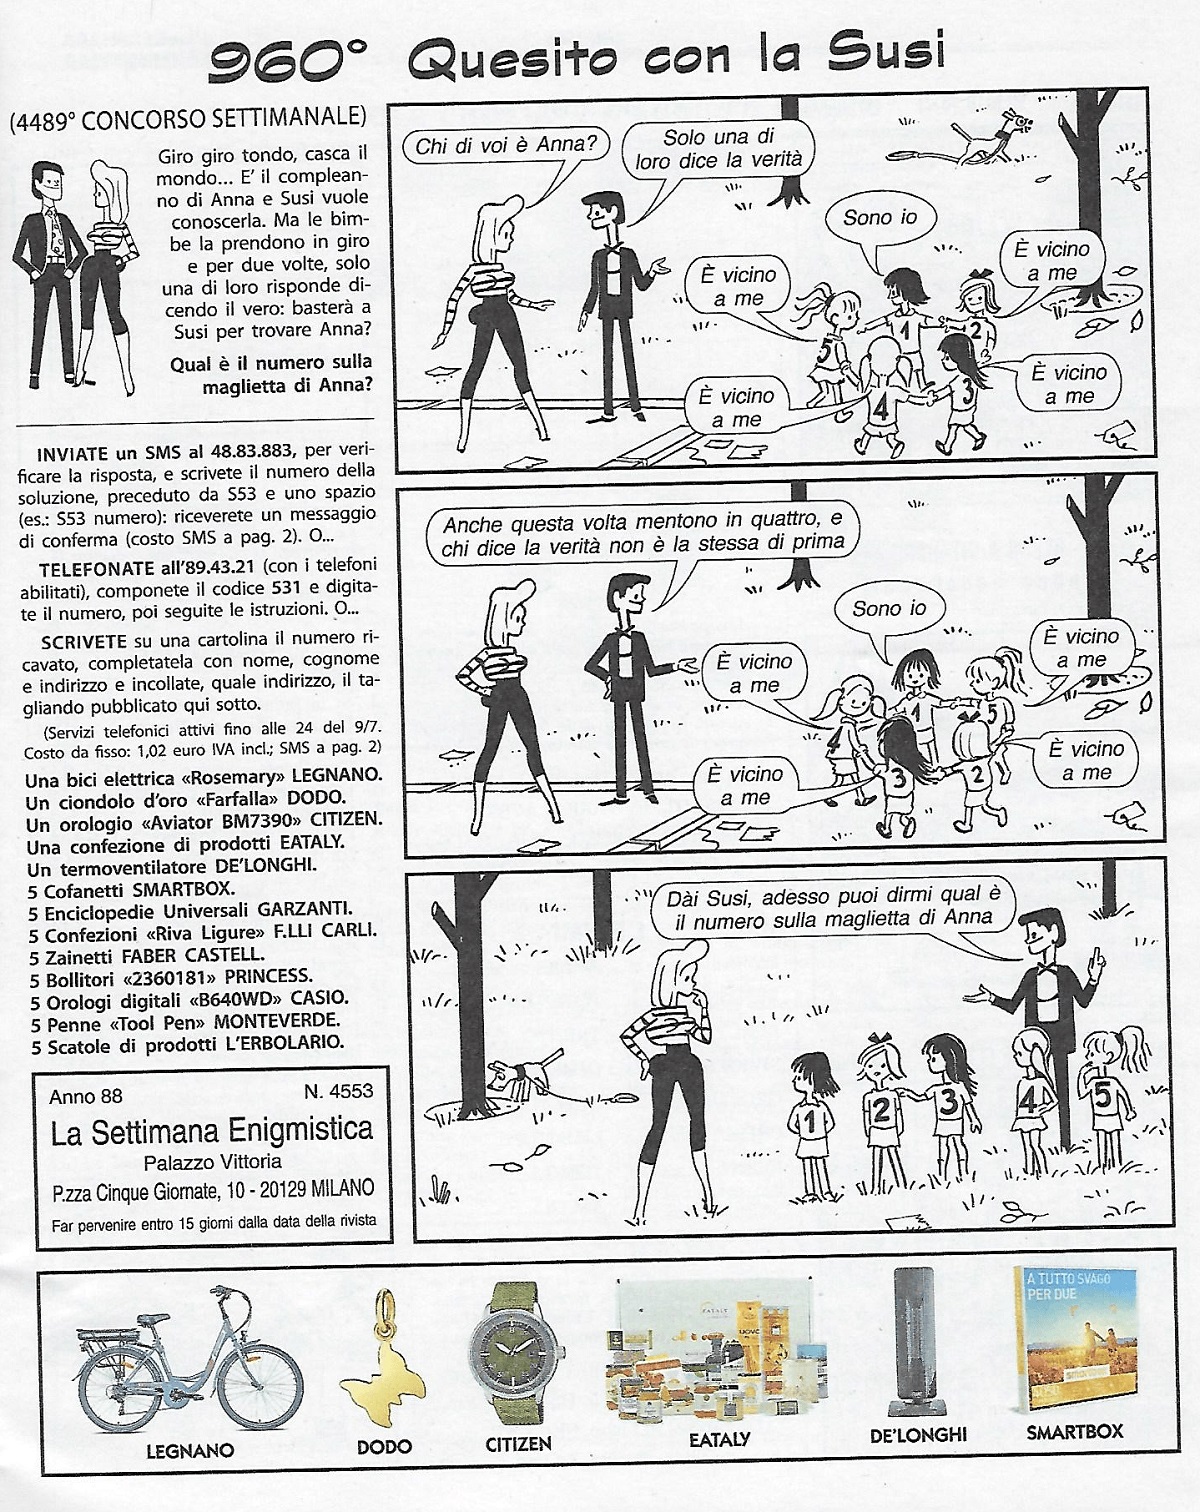 960° Quesito con la Susi
(4489° CONCORSO SETTIMANALE)
Giro giro tondo, casca il
mondo... E' il complean-
no di Anna e Susi vuole
conoscerla. Ma le bim-
be la prendono in giro
e per due volte, solo
una di loro risponde di-
cendo il vero: basterà a
Susi per trovare Anna?
Qual è il numero sulla
maglietta di Anna?
INVIATE un SMS al 48.83.883, per veri-
ficare la risposta, e scrivete il numero della
soluzione, preceduto da S53 e uno spazio
(es.: S53 numero): riceverete un messaggio
di conferma (costo SMS a pag. 2). O...
TELEFONATE all'89.43.21 (con i telefoni
abilitati), componete il codice 531 e digita-
te il numero, poi seguite le istruzioni. O...
SCRIVETE su una cartolina il numero ri-
cavato, completatela con nome, cognome
e indirizzo e incollate, quale indirizzo, il ta-
gliando pubblicato qui sotto.
(Servizi telefonici attivi fino alle 24 del 9/7.
Costo da fisso: 1,02 euro IVA incl.; SMS a pag. 2)
Una bici elettrica «Rosemary» LEGNANO.
Un ciondolo d'oro «Farfalla» DODO.
Un orologio «Aviator BM7390» CITIZEN.
Una confezione di prodotti EATALY.
Un termoventilatore DE'LONGHI.
5 Cofanetti SMARTBOX.
5 Enciclopedie Universali GARZANTI.
5 Confezioni «Riva Ligure» F.LLI CARLI.
5 Zainetti FABER CASTELL.
5 Bollitori «2360181» PRINCESS.
5 Orologi digitali «B640WD» CASIO.
5 Penne «Tool Pen» MONTEVERDE.
5 Scatole di prodotti L'ERBOLARIO.
Anno 88 N. 4553
La Settimana Enigmistica
Palazzo Vittoria
P.zza Cinque Giornate, 10 - 20129 MILANO
Far pervenire entro 15 giorni dalla data della rivista
Chi di voi è Anna?
Solo una di
loro dice la verità
Sono io
È vicino
a me
È vicino
a me
È vicino
a me
È vicino
a me
5
1
2
4
3
Anche questa volta mentono in quattro, e
chi dice la verità non è la stessa di prima
Sono io
È vicino
a me
È vicino
a me
È vicino
a me
È vicino
a me
4
1
5
3
2
Dài Susi, adesso puoi dirmi qual è
il numero sulla maglietta di Anna
1
2
3
4
5
EATALY
A TUTTO SVAGO
PER DUE
LEGNANO
DODO
CITIZEN
EATALY
DE'LONGHI
SMARTBOX